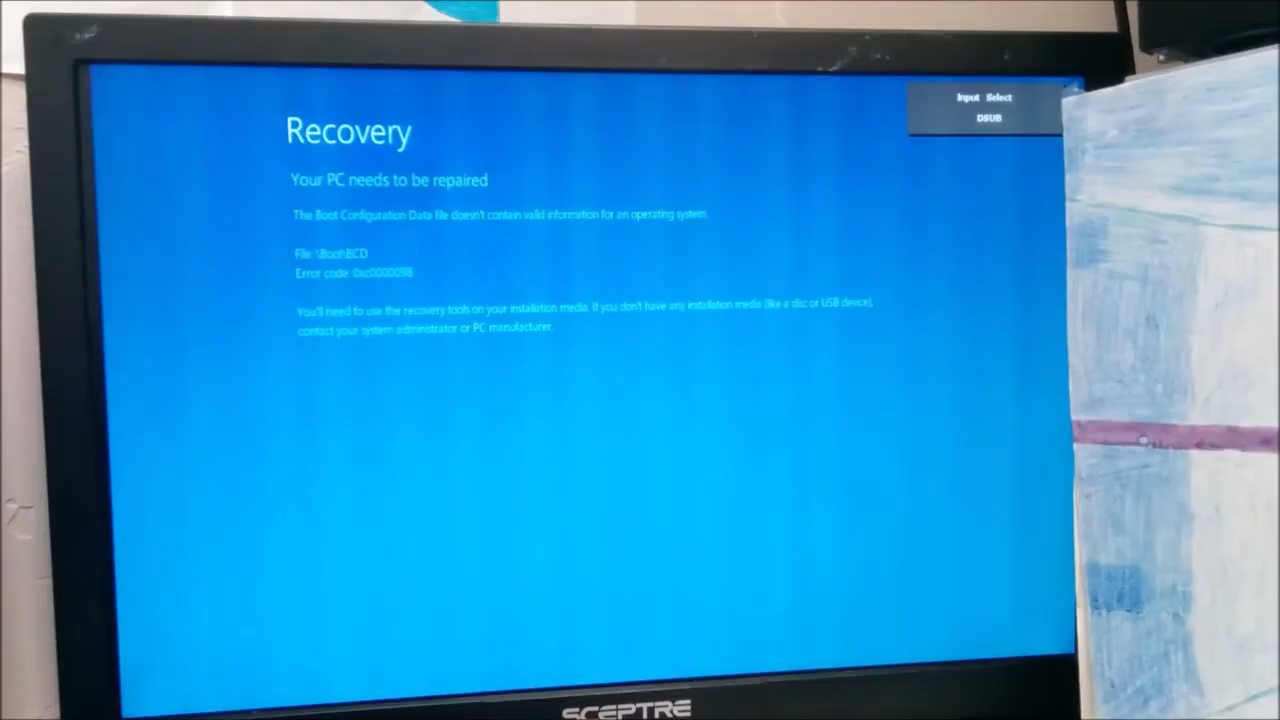 Input Select
DSUB
Recovery
Your PC needs to be repaired
The Boot Configuration Data file doesn't contain valid information for an operating system.
File: \Boot\BCD
Error code: 0xc0000098
You'll need to use the recovery tools on your installation media. If you don't have any installation media (like a disc or USB device),
contact your system administrator or PC manufacturer.
SCEPTRE